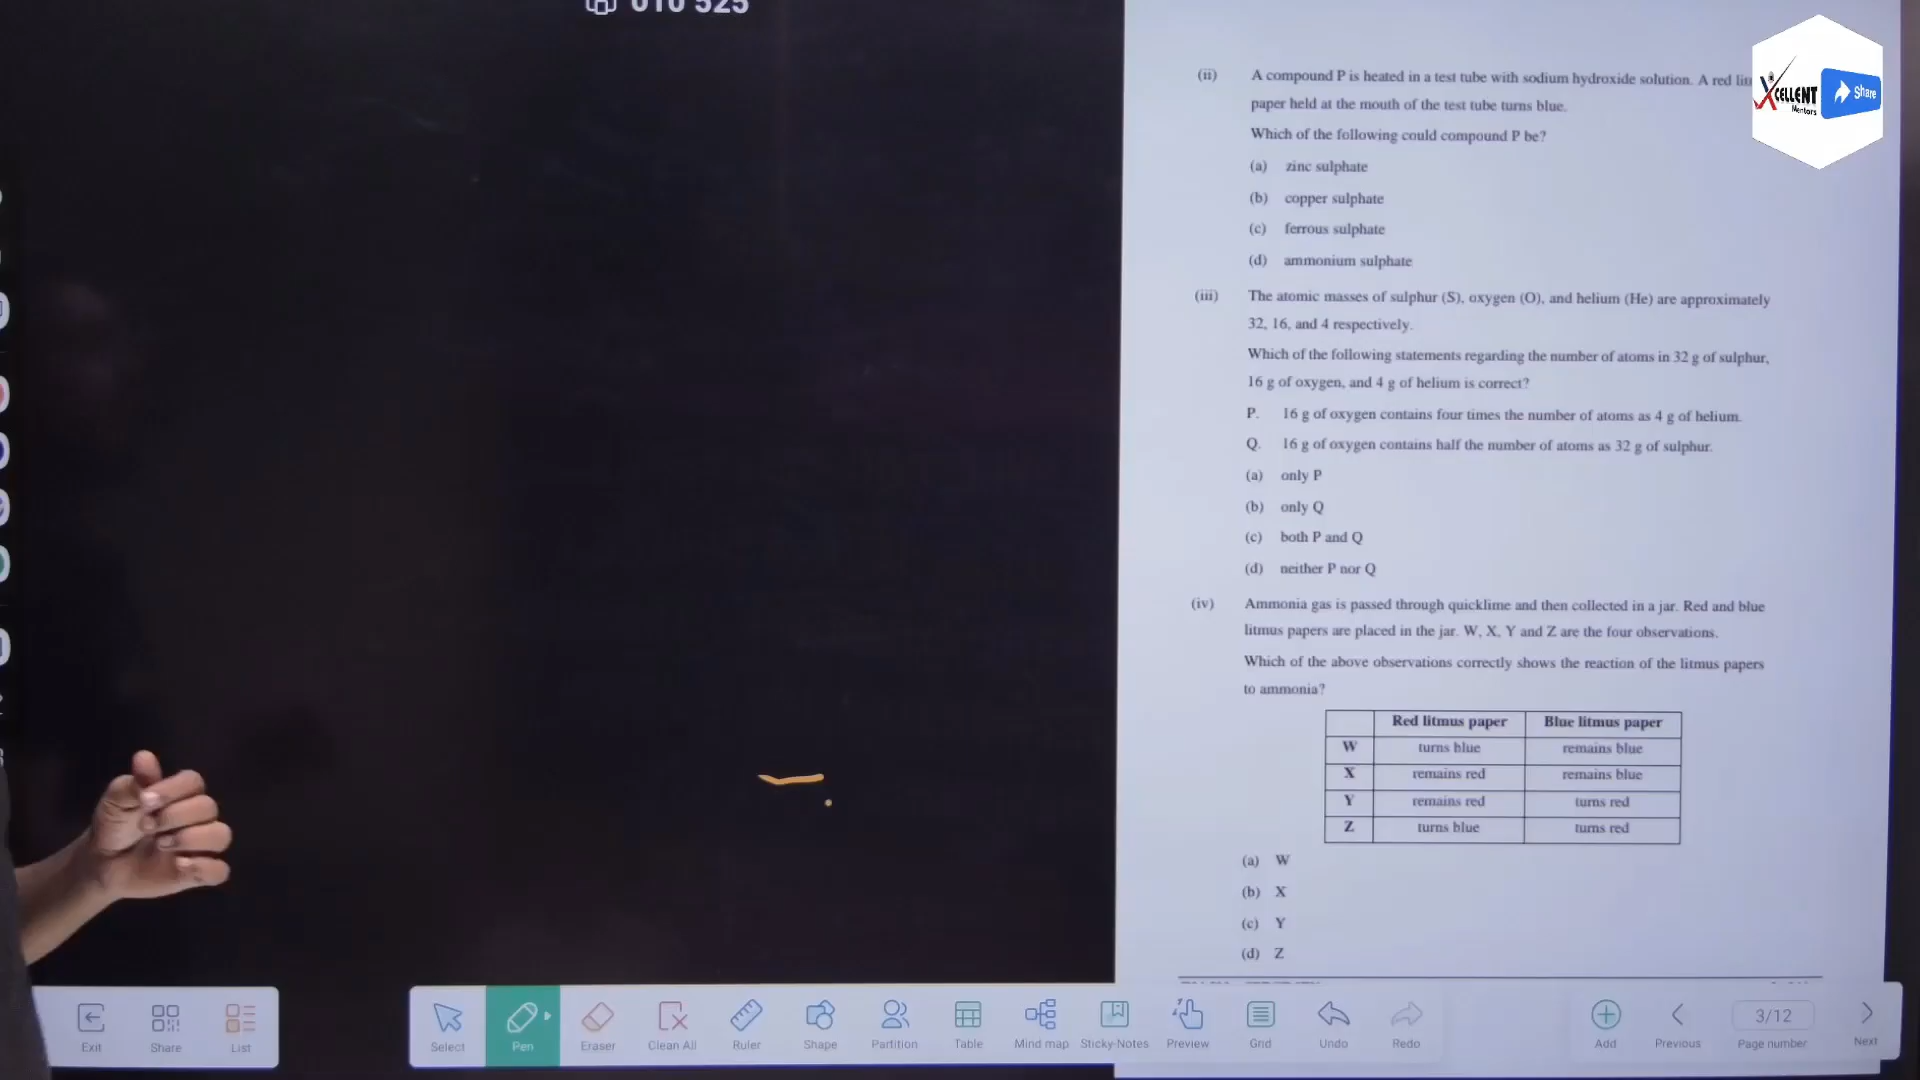 010 525
XCELLENT
Mentors
Share
(ii) A compound P is heated in a test tube with sodium hydroxide solution. A red
paper held at the mouth of the test tube turns blue.
Which of the following could compound P be?
(a) zinc sulphate
(b) copper sulphate
(c) ferrous sulphate
(d) ammonium sulphate
(iii) The atomic masses of sulphur (S), oxygen (O), and helium (He) are approximately
32, 16, and 4 respectively.
Which of the following statements regarding the number of atoms in 32 g of sulphur,
16 g of oxygen, and 4 g of helium is correct?
P. 16 g of oxygen contains four times the number of atoms as 4 g of helium.
Q. 16 g of oxygen contains half the number of atoms as 32 g of sulphur.
(a) only P
(b) only Q
(c) both P and Q
(d) neither P nor Q
(iv) Ammonia gas is passed through quicklime and then collected in a jar. Red and blue
litmus papers are placed in the jar. W, X, Y and Z are the four observations.
Which of the above observations correctly shows the reaction of the litmus papers
to ammonia?
Red litmus paper Blue litmus paper
W turns blue remains blue
X remains red remains blue
Y remains red turns red
Z turns blue turns red
(a) W
(b) X
(c) Y
(d) Z
Exit Share List Select Pen Eraser Clean All Ruler Shape Partition Table Mind map Sticky-Notes Preview Grid Undo Redo Add Previous 3/12 Page number Next